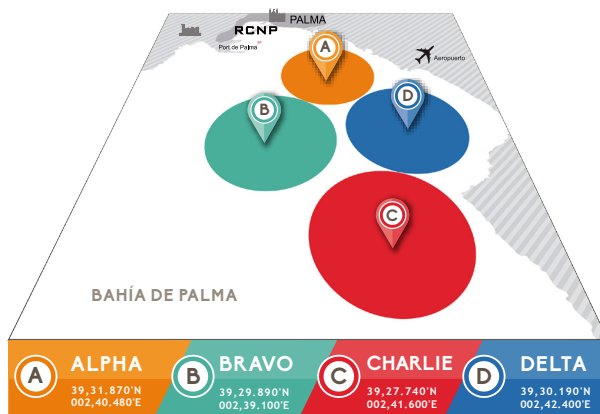 PALMA
RCNP
Port de Palma
A
Aeropuerto
D
B
C
BAHÍA DE PALMA
A ALPHA
39,31.870'N
002,40.480'E
B BRAVO
39,29.890'N
002,39.100'E
C CHARLIE
39,27.740'N
002,41.600'E
D DELTA
39,30.190'N
002,42.400'E